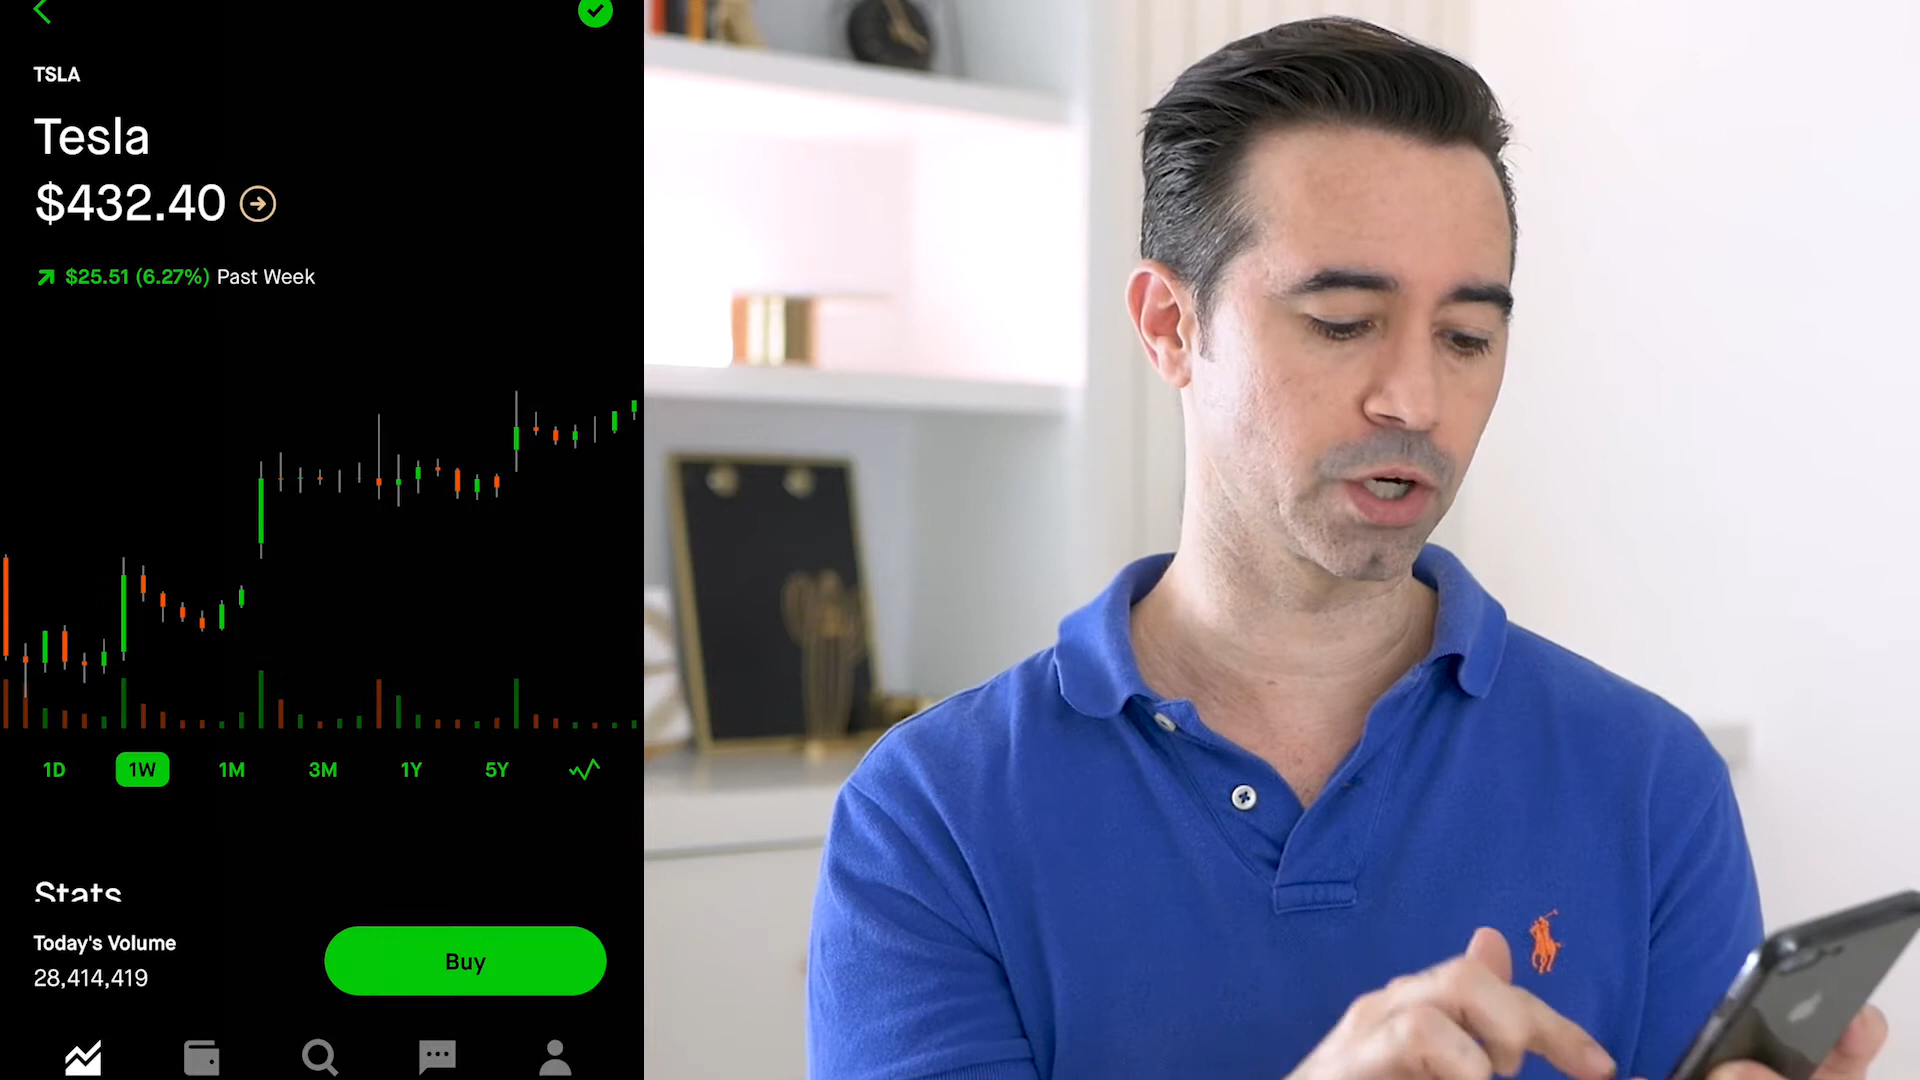 TSLA
Tesla
$432.40
$25.51 (6.27%) Past Week
1D 1W 1M 3M 1Y 5Y
Stats
Today's Volume
28,414,419
Buy